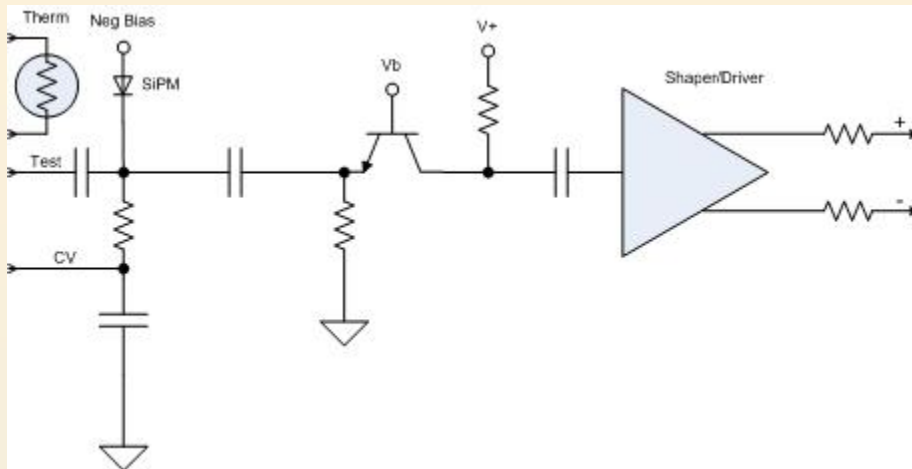 Therm
Neg Bias
V+
SiPM
Vb
Shaper/Driver
+
Test
-
CV